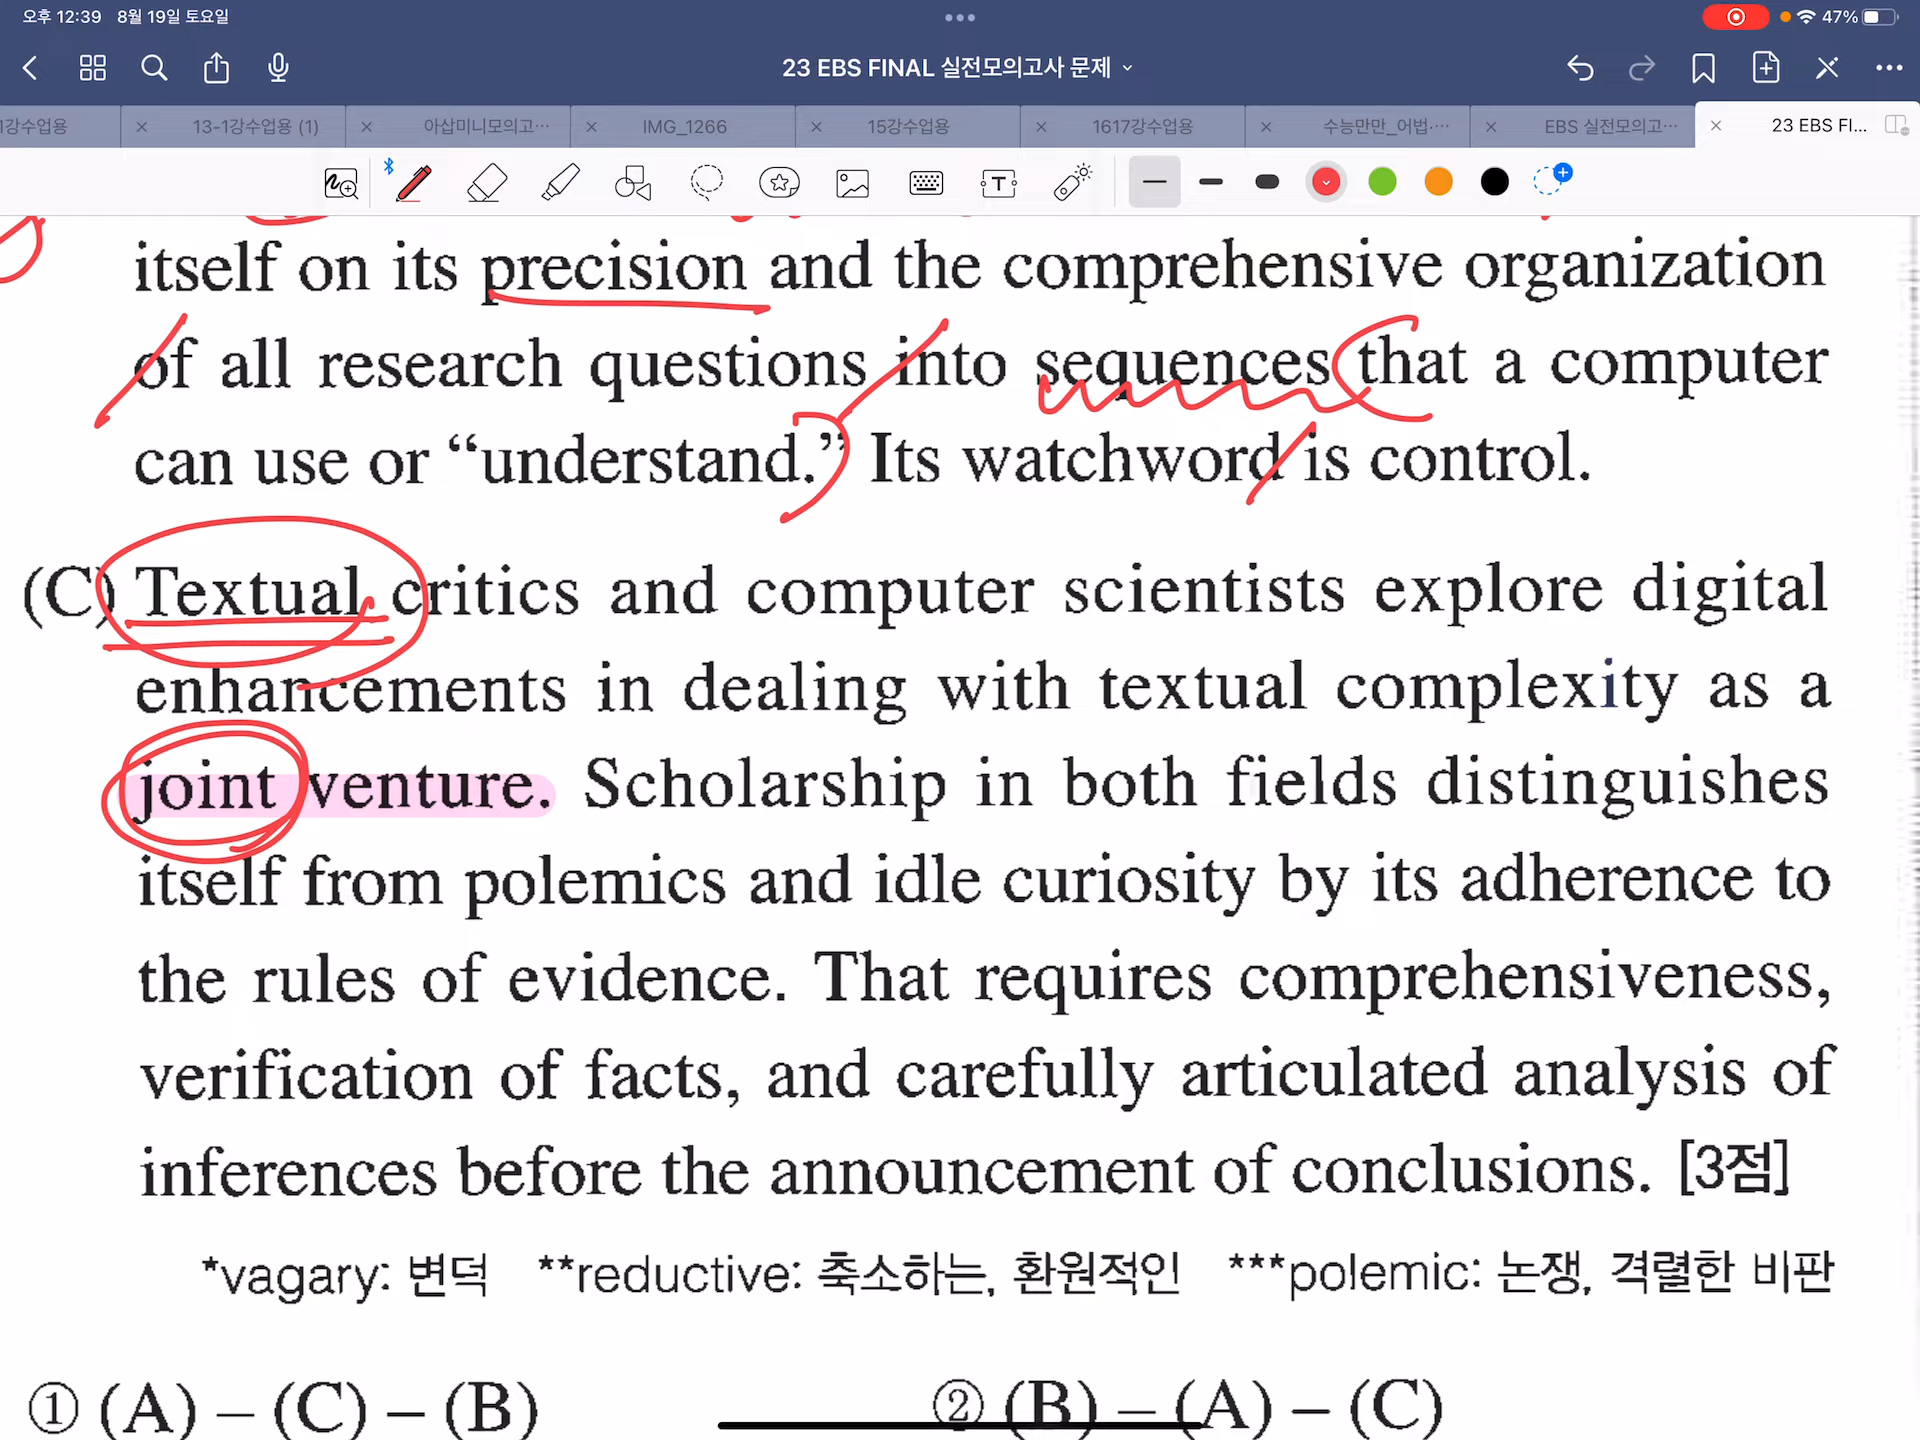 오후 12:39 8월 19일 토요일
47%
23 EBS FINAL 실전모의고사 문제
강수업용
13-1강수업용 (1)
아삽미니모의고…
IMG_1266
15강수업용
1617강수업용
수능만만_어법…
EBS 실전모의고…
23 EBS FI...
itself on its precision and the comprehensive organization
of all research questions into sequences that a computer
can use or “understand.” Its watchword is control.
(C) Textual critics and computer scientists explore digital
enhancements in dealing with textual complexity as a
joint venture. Scholarship in both fields distinguishes
itself from polemics and idle curiosity by its adherence to
the rules of evidence. That requires comprehensiveness,
verification of facts, and carefully articulated analysis of
inferences before the announcement of conclusions. [3점]
*vagary: 변덕 **reductive: 축소하는, 환원적인 ***polemic: 논쟁, 격렬한 비판
① (A) – (C) – (B)
② (B) – (A) – (C)